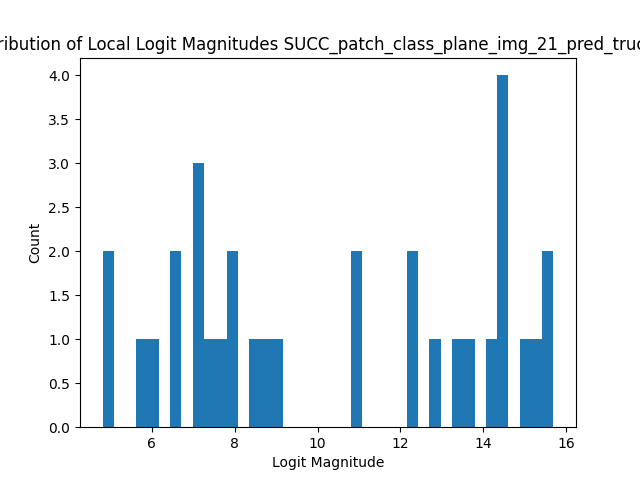 ribution of Local Logit Magnitudes SUCC_patch_class_plane_img_21_pred_truc
4.0
3.5
3.0
2.5
2.0
1.5
1.0
0.5
0.0
Count
6 8 10 12 14 16
Logit Magnitude